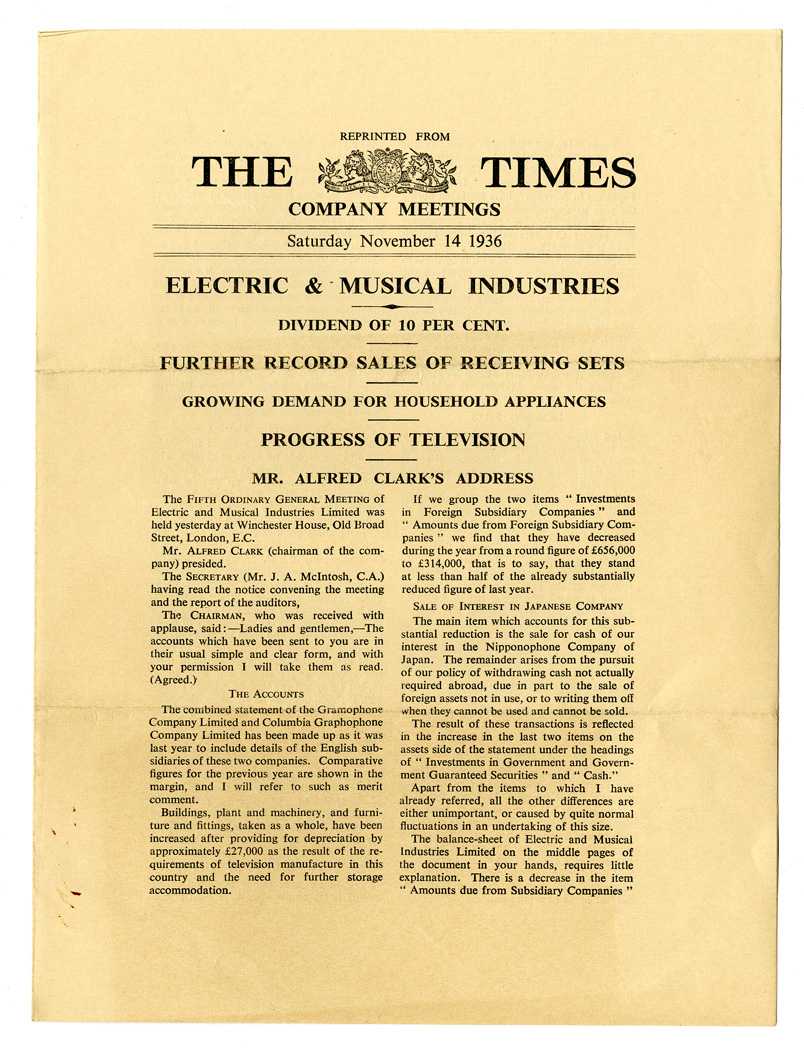 REPRINTED FROM
THE TIMES
COMPANY MEETINGS
Saturday November 14 1936
ELECTRIC & MUSICAL INDUSTRIES
DIVIDEND OF 10 PER CENT.
FURTHER RECORD SALES OF RECEIVING SETS
GROWING DEMAND FOR HOUSEHOLD APPLIANCES
PROGRESS OF TELEVISION
MR. ALFRED CLARK'S ADDRESS
The FIFTH ORDINARY GENERAL MEETING of
Electric and Musical Industries Limited was
held yesterday at Winchester House, Old Broad
Street, London, E.C.
Mr. ALFRED CLARK (chairman of the com-
pany) presided.
The SECRETARY (Mr. J. A. McIntosh, C.A.)
having read the notice convening the meeting
and the report of the auditors,
The CHAIRMAN, who was received with
applause, said:—Ladies and gentlemen,—The
accounts which have been sent to you are in
their usual simple and clear form, and with
your permission I will take them as read.
(Agreed.)
THE ACCOUNTS
The combined statement of the Gramophone
Company Limited and Columbia Graphophone
Company Limited has been made up as it was
last year to include details of the English sub-
sidiaries of these two companies. Comparative
figures for the previous year are shown in the
margin, and I will refer to such as merit
comment.
Buildings, plant and machinery, and furni-
ture and fittings, taken as a whole, have been
increased after providing for depreciation by
approximately £27,000 as the result of the re-
quirements of television manufacture in this
country and the need for further storage
accommodation.
If we group the two items " Investments
in Foreign Subsidiary Companies " and
" Amounts due from Foreign Subsidiary Com-
panies " we find that they have decreased
during the year from a round figure of £656,000
to £314,000, that is to say, that they stand
at less than half of the already substantially
reduced figure of last year.
SALE OF INTEREST IN JAPANESE COMPANY
The main item which accounts for this sub-
stantial reduction is the sale for cash of our
interest in the Nipponophone Company of
Japan. The remainder arises from the pursuit
of our policy of withdrawing cash not actually
required abroad, due in part to the sale of
foreign assets not in use, or to writing them off
when they cannot be used and cannot be sold.
The result of these transactions is reflected
in the increase in the last two items on the
assets side of the statement under the headings
of " Investments in Government and Govern-
ment Guaranteed Securities " and " Cash."
Apart from the items to which I have
already referred, all the other differences are
either unimportant, or caused by quite normal
fluctuations in an undertaking of this size.
The balance-sheet of Electric and Musical
Industries Limited on the middle pages of
the document in your hands, requires little
explanation. There is a decrease in the item
" Amounts due from Subsidiary Companies "